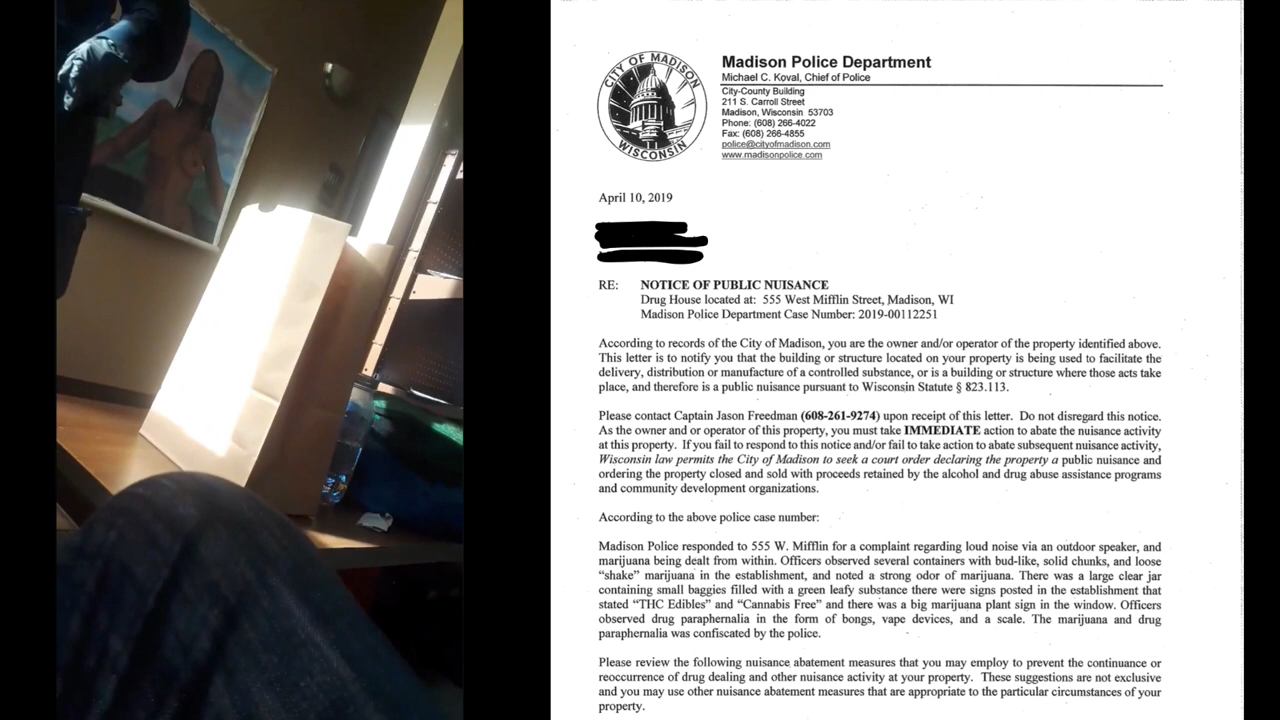 CITY OF MADISON
WISCONSIN
Madison Police Department
Michael C. Koval, Chief of Police
City-County Building
211 S. Carroll Street
Madison, Wisconsin 53703
Phone: (608) 266-4022
Fax: (608) 266-4855
police@cityofmadison.com
www.madisonpolice.com
April 10, 2019
RE: NOTICE OF PUBLIC NUISANCE
Drug House located at: 555 West Mifflin Street, Madison, WI
Madison Police Department Case Number: 2019-00112251
According to records of the City of Madison, you are the owner and/or operator of the property identified above.
This letter is to notify you that the building or structure located on your property is being used to facilitate the
delivery, distribution or manufacture of a controlled substance, or is a building or structure where those acts take
place, and therefore is a public nuisance pursuant to Wisconsin Statute § 823.113.
Please contact Captain Jason Freedman (608-261-9274) upon receipt of this letter. Do not disregard this notice.
As the owner and or operator of this property, you must take IMMEDIATE action to abate the nuisance activity
at this property. If you fail to respond to this notice and/or fail to take action to abate subsequent nuisance activity,
Wisconsin law permits the City of Madison to seek a court order declaring the property a public nuisance and
ordering the property closed and sold with proceeds retained by the alcohol and drug abuse assistance programs
and community development organizations.
According to the above police case number:
Madison Police responded to 555 W. Mifflin for a complaint regarding loud noise via an outdoor speaker, and
marijuana being dealt from within. Officers observed several containers with bud-like, solid chunks, and loose
“shake” marijuana in the establishment, and noted a strong odor of marijuana. There was a large clear jar
containing small baggies filled with a green leafy substance there were signs posted in the establishment that
stated “THC Edibles” and “Cannabis Free” and there was a big marijuana plant sign in the window. Officers
observed drug paraphernalia in the form of bongs, vape devices, and a scale. The marijuana and drug
paraphernalia was confiscated by the police.
Please review the following nuisance abatement measures that you may employ to prevent the continuance or
reoccurrence of drug dealing and other nuisance activity at your property. These suggestions are not exclusive
and you may use other nuisance abatement measures that are appropriate to the particular circumstances of your
property.